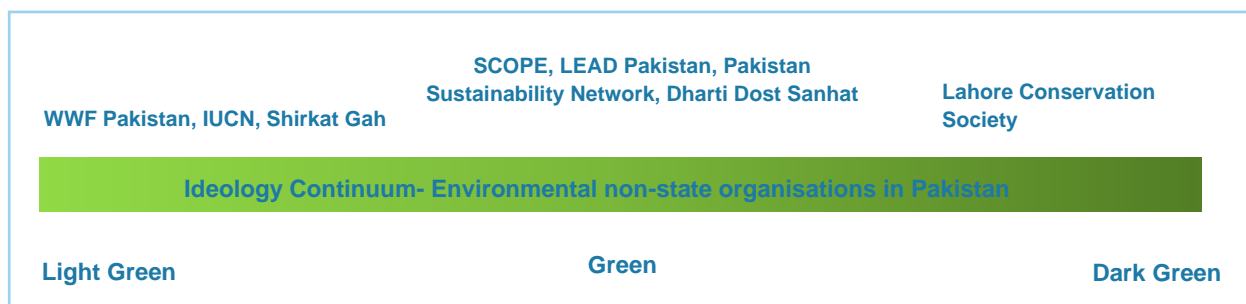 SCOPE, LEAD Pakistan, Pakistan
Sustainability Network, Dharti Dost Sanhat
Lahore Conservation
Society
WWF Pakistan, IUCN, Shirkat Gah
Ideology Continuum- Environmental non-state organisations in Pakistan
Light Green
Green
Dark Green